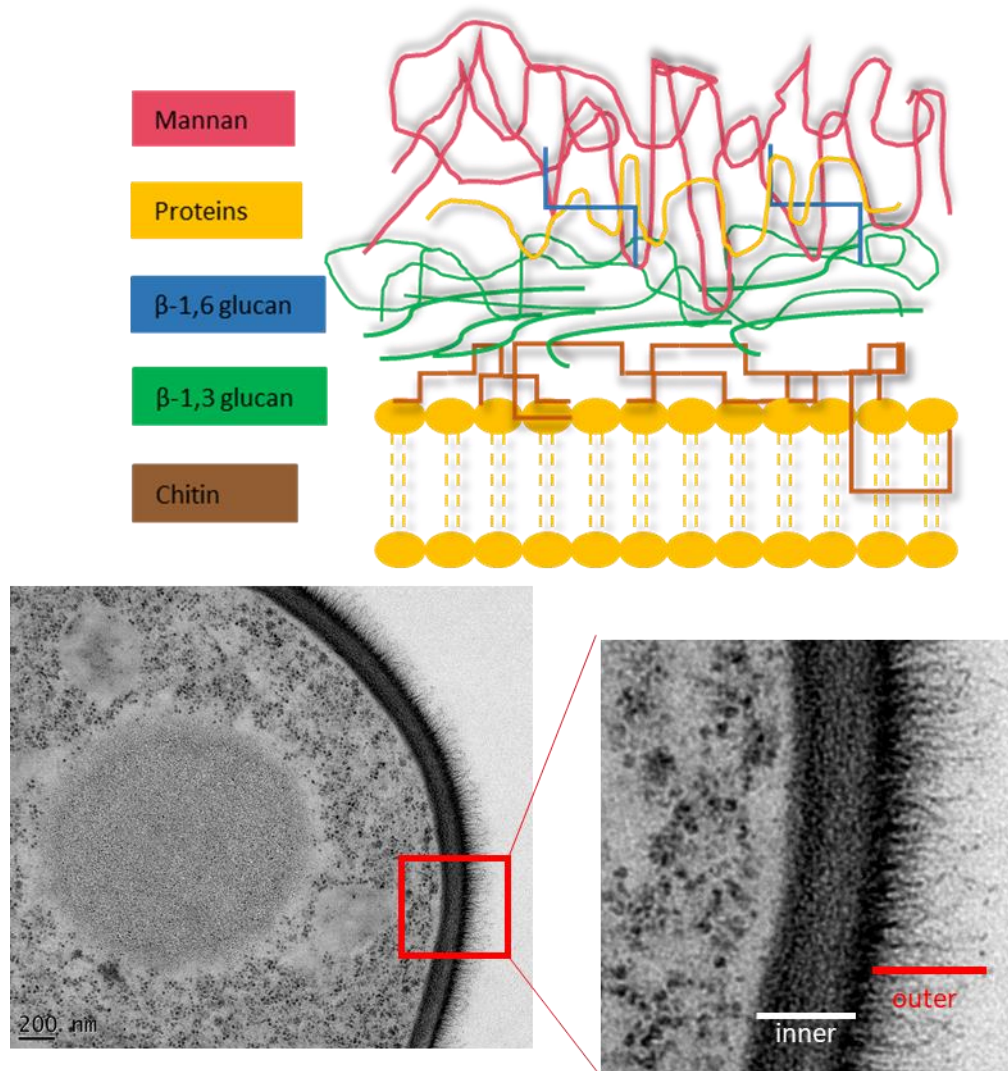 Mannan
Proteins
β-1,6 glucan
β-1,3 glucan
Chitin
200 nm
outer
inner